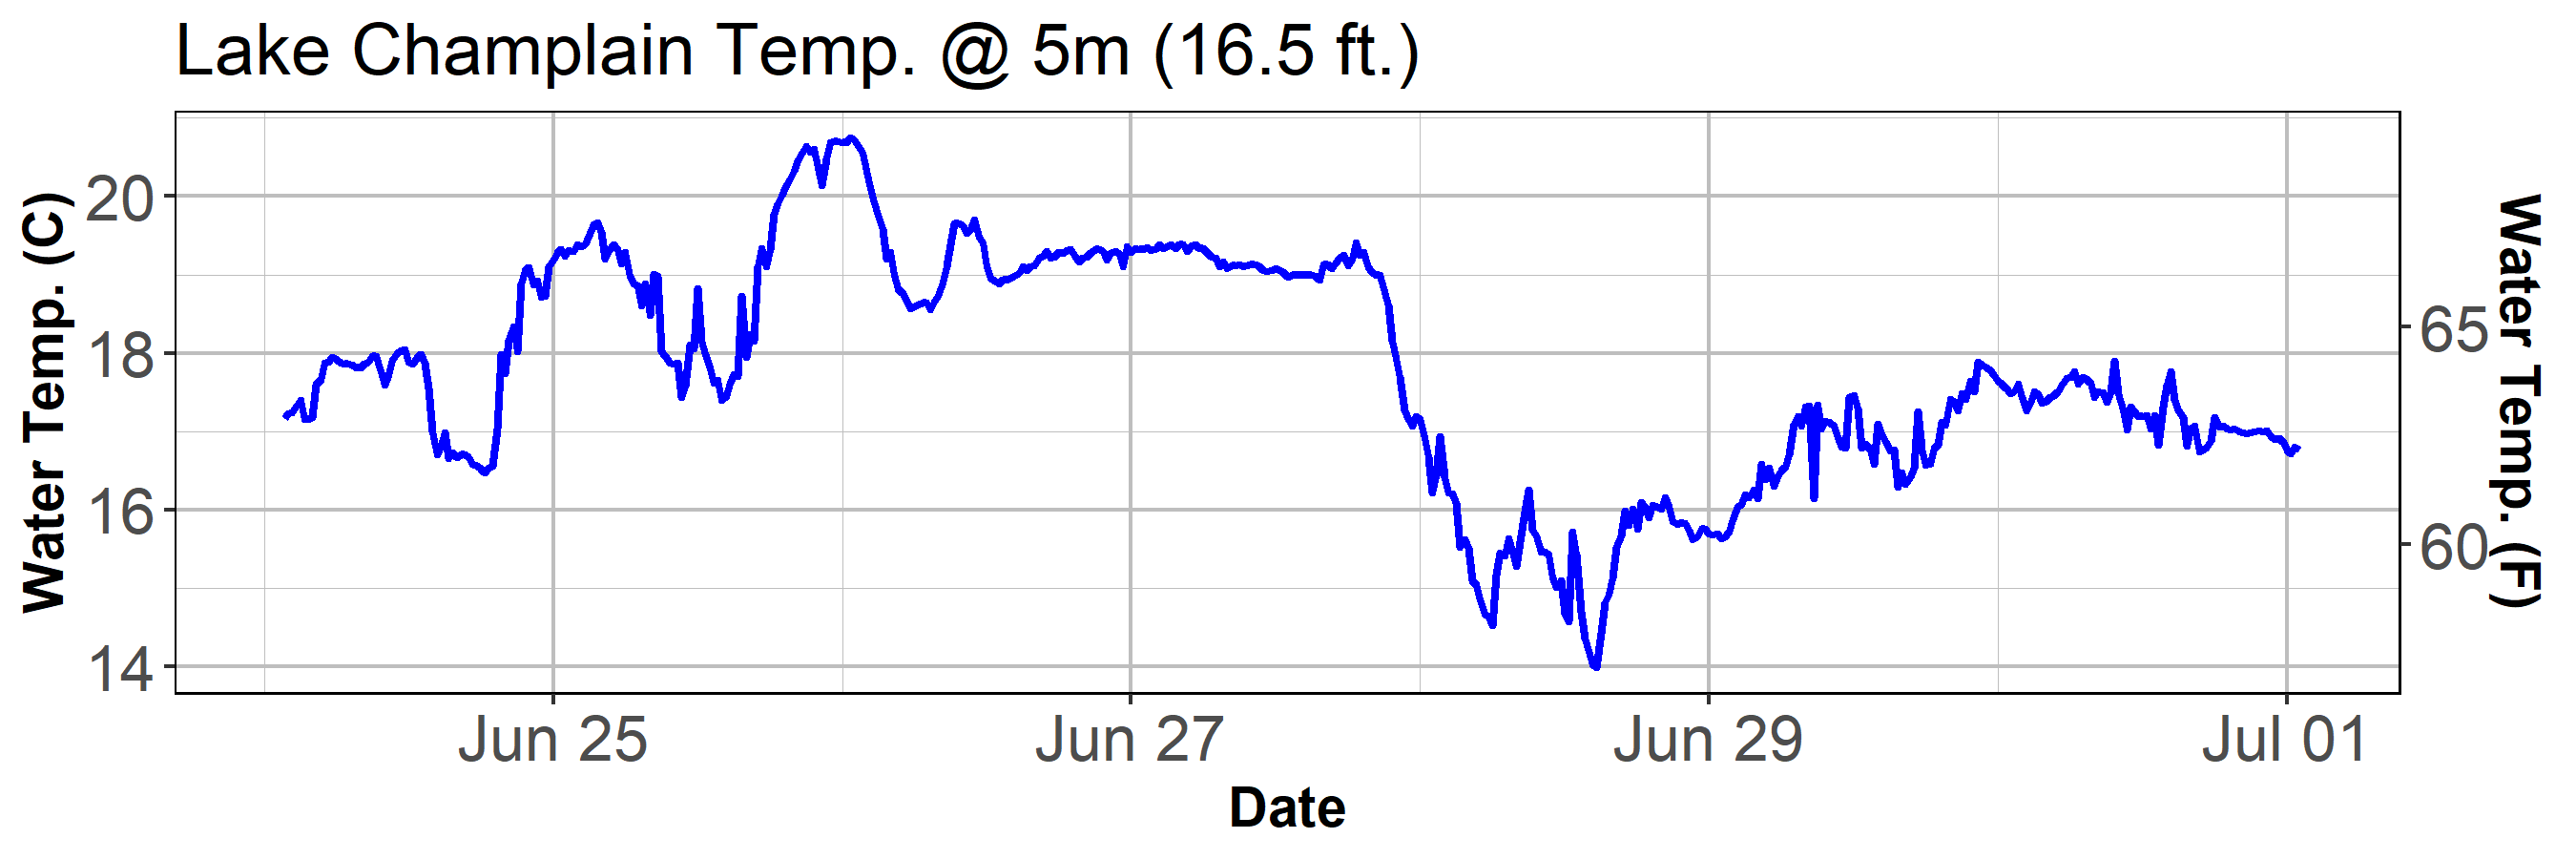 Lake Champlain Temp. @ 5m (16.5 ft.)
Water Temp. (C)
20
18
16
14
65
60
Water Temp. (F)
Jun 25
Jun 27
Jun 29
Jul 01
Date